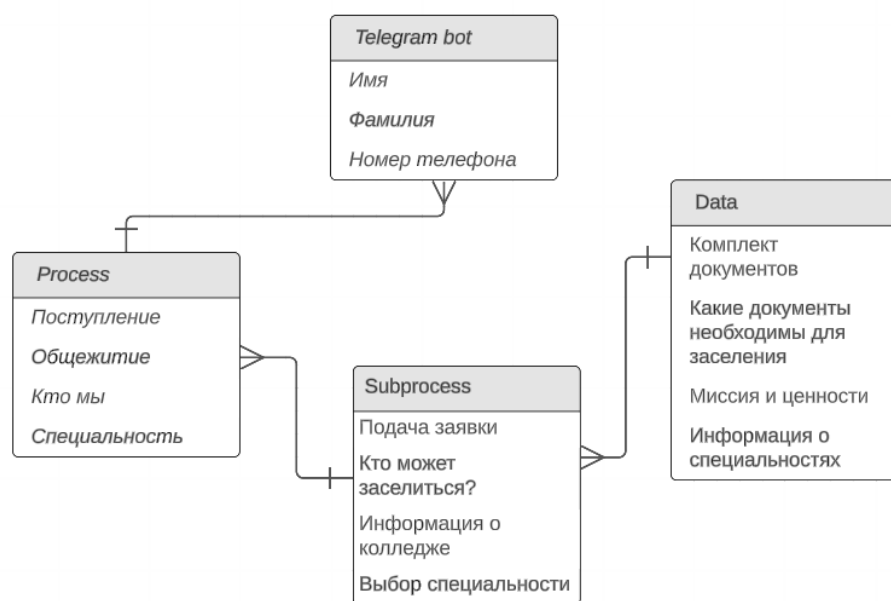 Telegram bot
Имя
Фамилия
Номер телефона
Process
Поступление
Общежитие
Кто мы
Специальность
Subprocess
Подача заявки
Кто может
заселиться?
Информация о
колледже
Выбор специальности
Data
Комплект
документов
Какие документы
необходимы для
заселения
Миссия и ценности
Информация о
специальностях